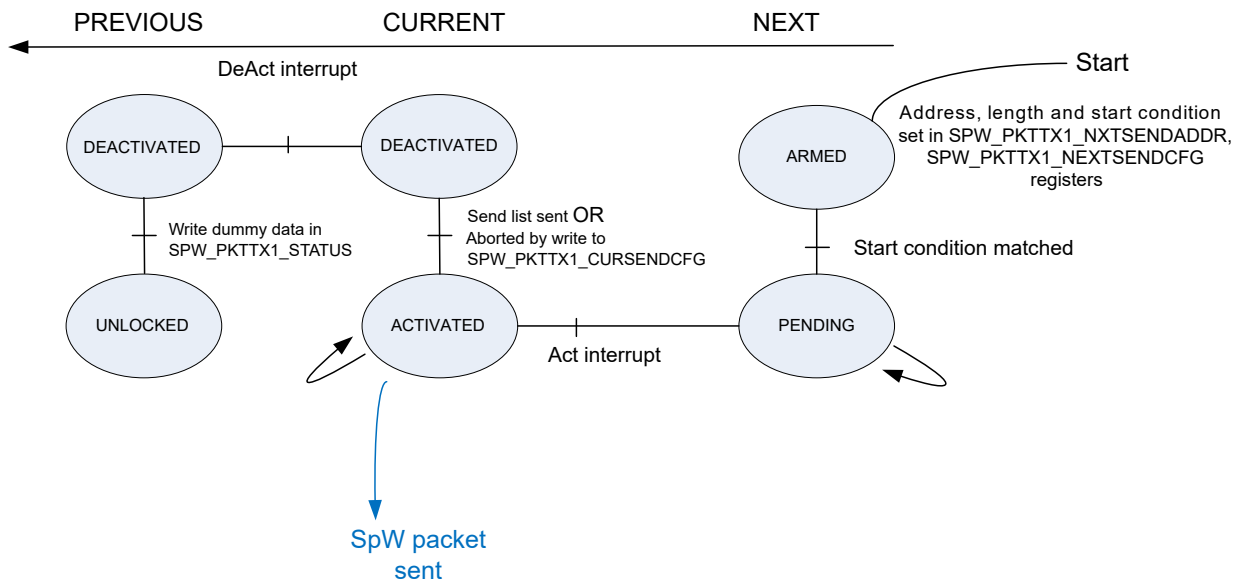 PREVIOUS
CURRENT
NEXT
DeAct interrupt
Start
Address, length and start condition
set in SPW_PKTTX1_NXTSENDADDR,
SPW_PKTTX1_NEXTSENDCFG
registers
DEACTIVATED
DEACTIVATED
ARMED
Write dummy data in
SPW_PKTTX1_STATUS
Send list sent OR
Aborted by write to
SPW_PKTTX1_CURSENDCFG
Start condition matched
UNLOCKED
ACTIVATED
PENDING
Act interrupt
SpW packet
sent